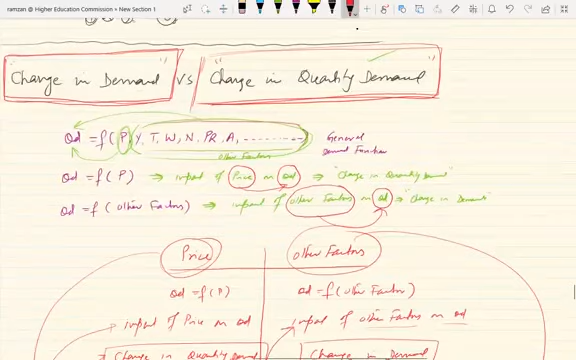 ramzan @ Higher Education Commission » New Section 1
"Change in Demand" vs "Change in Quantity Demand"
Qd = f( P, Y, T, W, N, PR, A, ----------- ) General Demand Function
other Factors
Qd = f( P ) ⇒ impact of Price on Qd ⇒ "Change in Quantity Demand"
Qd = f( other Factors ) ⇒ impact of other Factors on Qd ⇒ "Change in Demand"
Price other Factors
Qd = f( P ) Qd = f( other Factors )
impact of Price on Qd impact of other Factors on Qd
Change in Quantity Demand Change in Demand